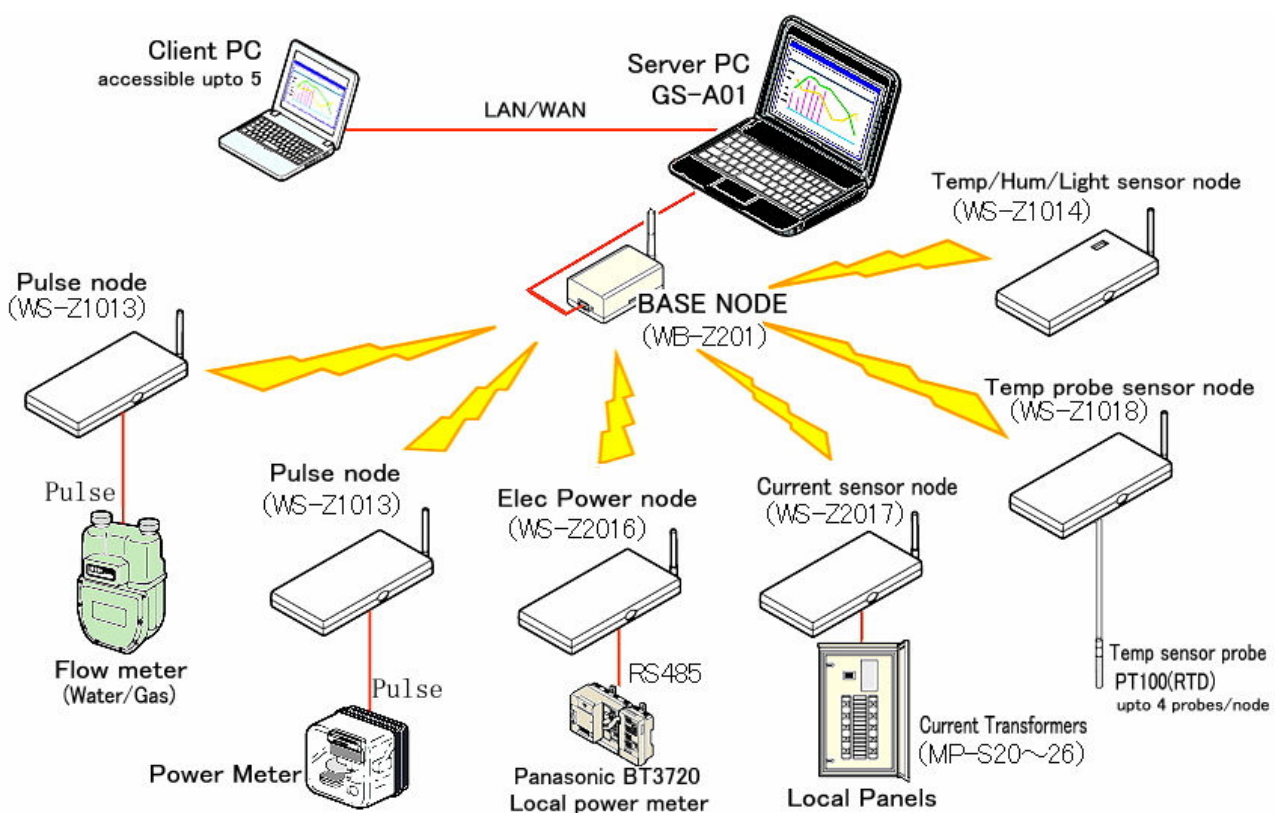 Client PC
accessible upto 5
LAN/WAN
Server PC
GS-A01
Temp/Hum/Light sensor node
(WS-Z1014)
Pulse node
(WS-Z1013)
BASE NODE
(WB-Z201)
Temp probe sensor node
(WS-Z1018)
Pulse
Pulse node
(WS-Z1013)
Elec Power node
(WS-Z2016)
Current sensor node
(WS-Z2017)
Flow meter
(Water/Gas)
Pulse
RS485
Temp sensor probe
PT100(RTD)
upto 4 probes/node
Current Transformers
(MP-S20～26)
Power Meter
Panasonic BT3720
Local power meter
Local Panels